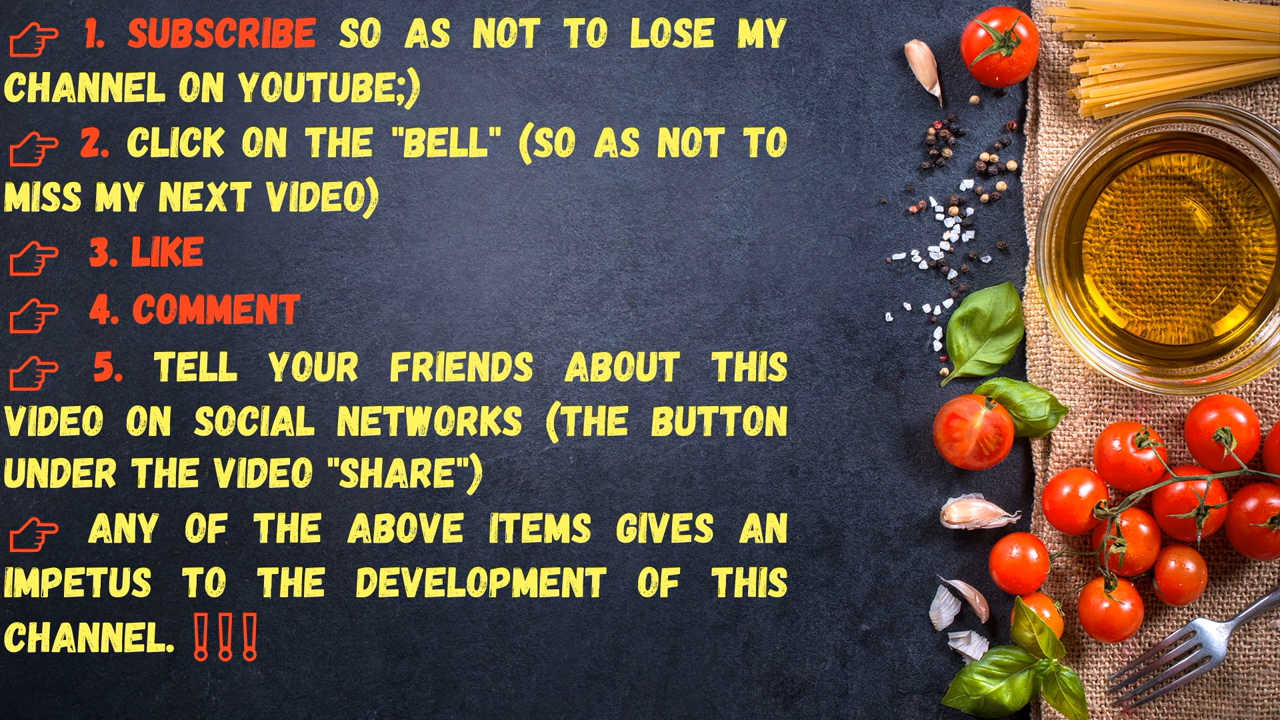 👉 1. SUBSCRIBE SO AS NOT TO LOSE MY
CHANNEL ON YOUTUBE;)
👉 2. CLICK ON THE "BELL" (SO AS NOT TO
MISS MY NEXT VIDEO)
👉 3. LIKE
👉 4. COMMENT
👉 5. TELL YOUR FRIENDS ABOUT THIS
VIDEO ON SOCIAL NETWORKS (THE BUTTON
UNDER THE VIDEO "SHARE")
👉 ANY OF THE ABOVE ITEMS GIVES AN
IMPETUS TO THE DEVELOPMENT OF THIS
CHANNEL. ❗❗❗